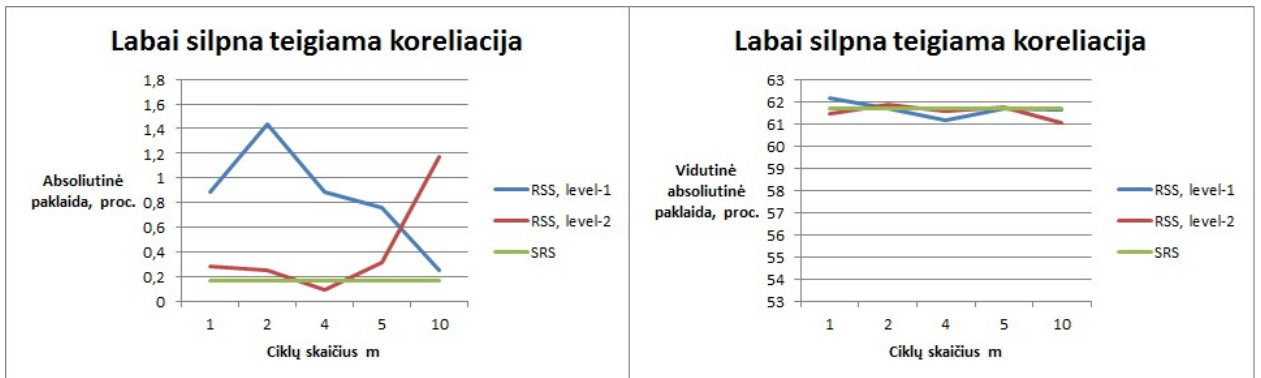 Labai silpna teigiama koreliacija
1,8
1,6
1,4
1,2
1
0,8
0,6
0,4
0,2
0
Absoliutinė
paklaida, proc.
1 2 4 5 10
Ciklų skaičius m
RSS, level-1
RSS, level-2
SRS
Labai silpna teigiama koreliacija
63
62
61
60
59
58
57
56
55
54
53
Vidutinė
absoliutinė
paklaida, proc.
1 2 4 5 10
Ciklų skaičius m
RSS, level-1
RSS, level-2
SRS